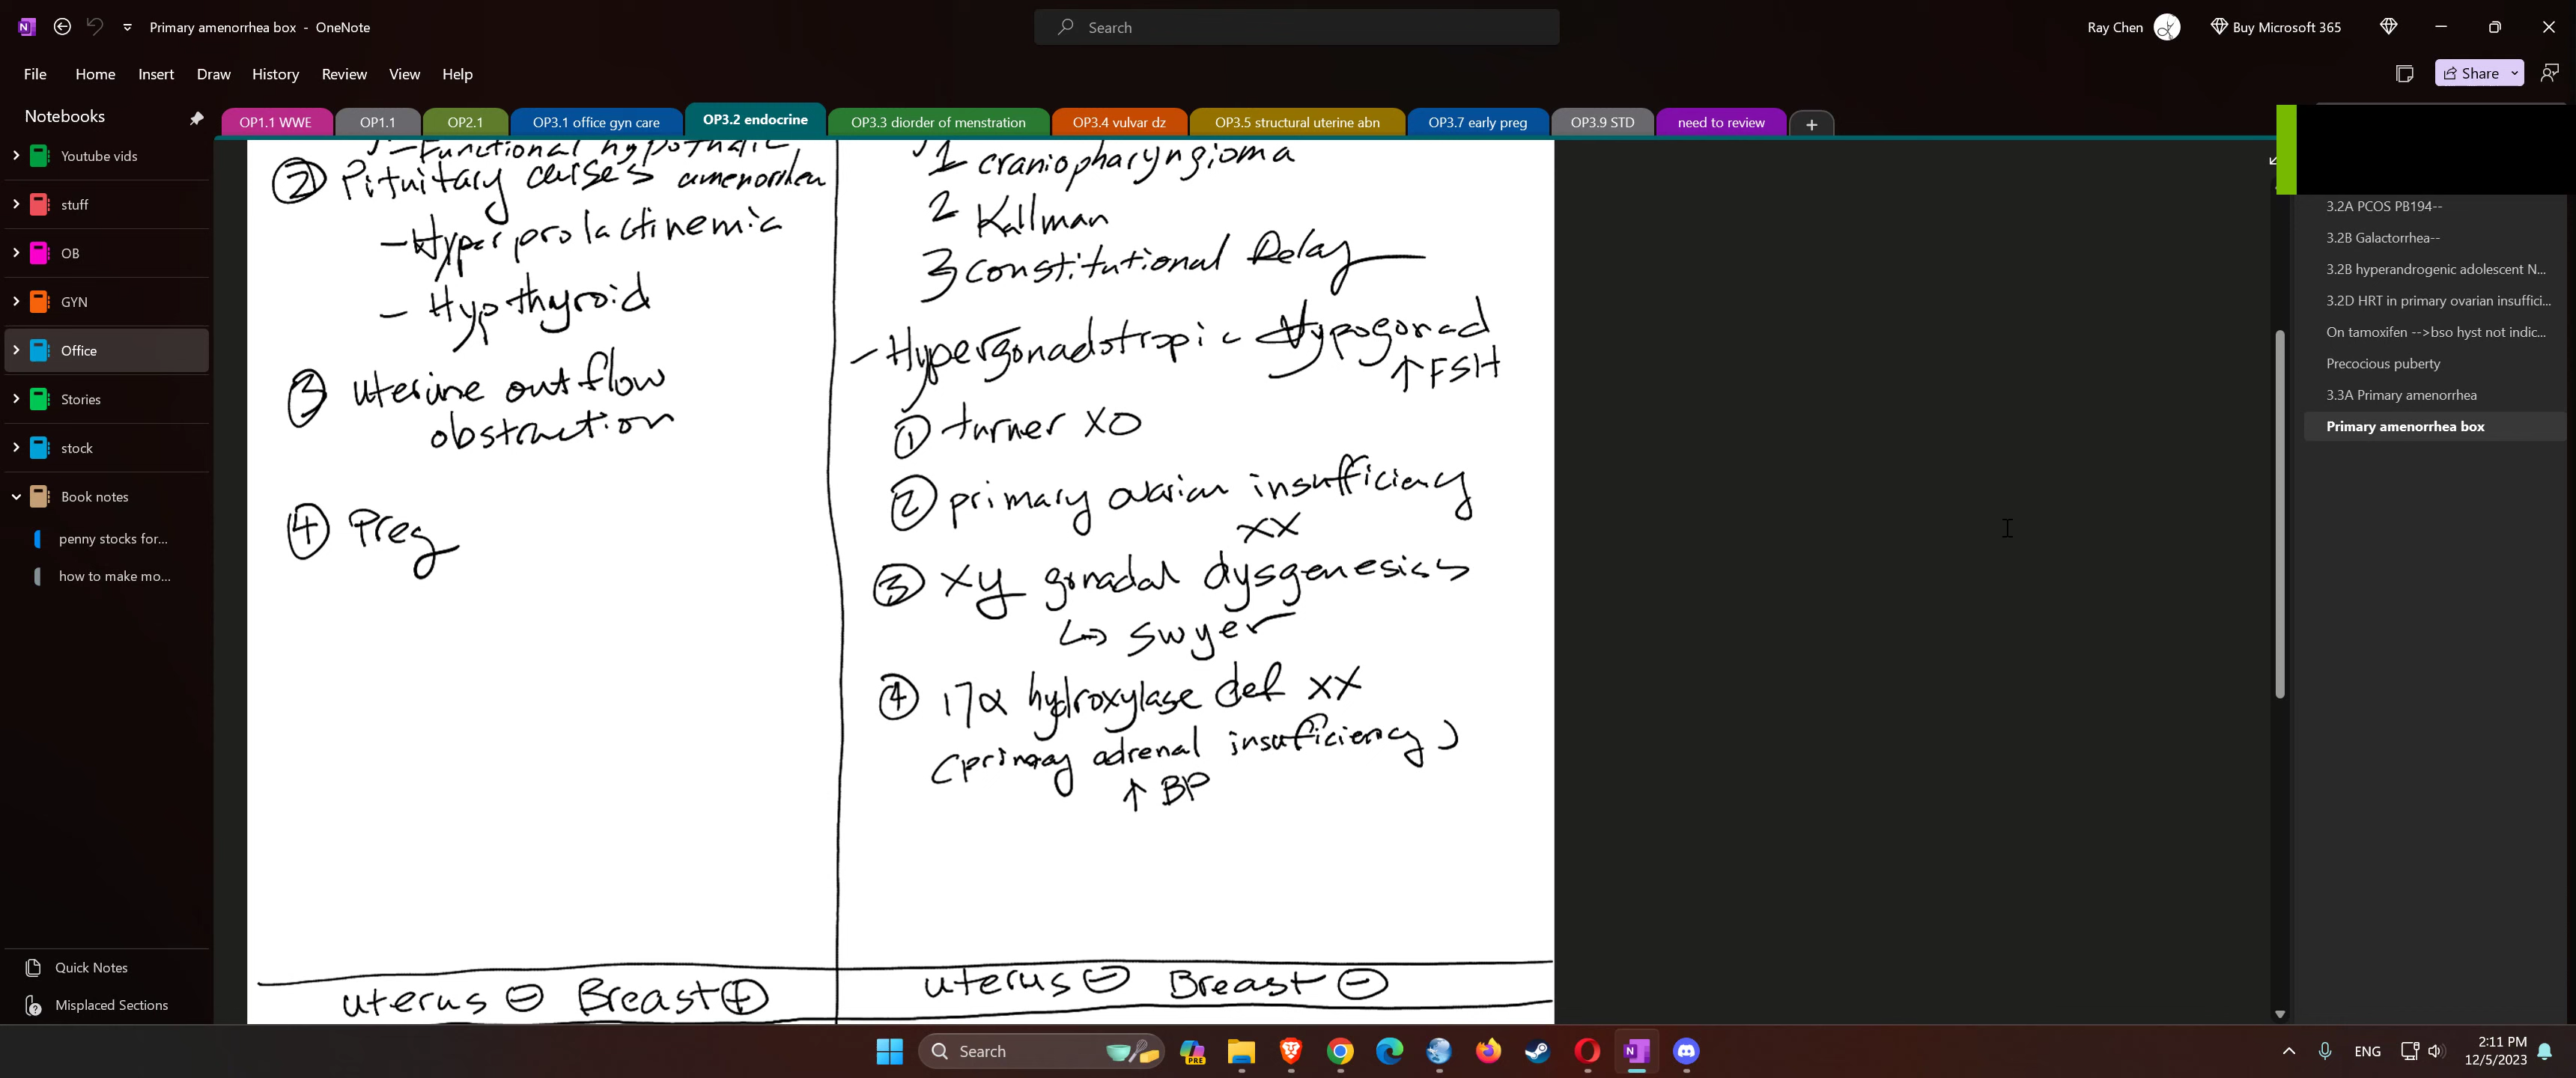 Primary amenorrhea box - OneNote
Search
Ray Chen
Buy Microsoft 365
File Home Insert Draw History Review View Help
Share
Notebooks
OP1.1 WWE
OP1.1
OP2.1
OP3.1 office gyn care
OP3.2 endocrine
OP3.3 diorder of menstration
OP3.4 vulvar dz
OP3.5 structural uterine abn
OP3.7 early preg
OP3.9 STD
need to review
+
Youtube vids
stuff
OB
GYN
Office
Stories
stock
Book notes
penny stocks for...
how to make mo...
Quick Notes
Misplaced Sections
- Functional hypothalic
② Pituitary causes amenorrhea
- Hyperprolactinemic
- Hypothyroid
③ uterine outflow
obstruction
④ Preg
1 craniopharyngioma
2 Kallman
3 constitutional Delay
- Hypergonadotropic Hypogonad
↑ FSH
① turner XO
② primary ovarian insufficiency
XX
③ xy gonadal dysgenesis
↳ swyer
④ 17α hydroxylase def XX
(primary adrenal insufficiency)
↑ BP
uterus ⊖ Breast ⊕
uterus ⊖ Breast ⊖
3.2A PCOS PB194--
3.2B Galactorrhea--
3.2B hyperandrogenic adolescent N...
3.2D HRT in primary ovarian insuffici...
On tamoxifen -->bso hyst not indic...
Precocious puberty
3.3A Primary amenorrhea
Primary amenorrhea box
Search
PRE
ENG
2:11 PM
12/5/2023